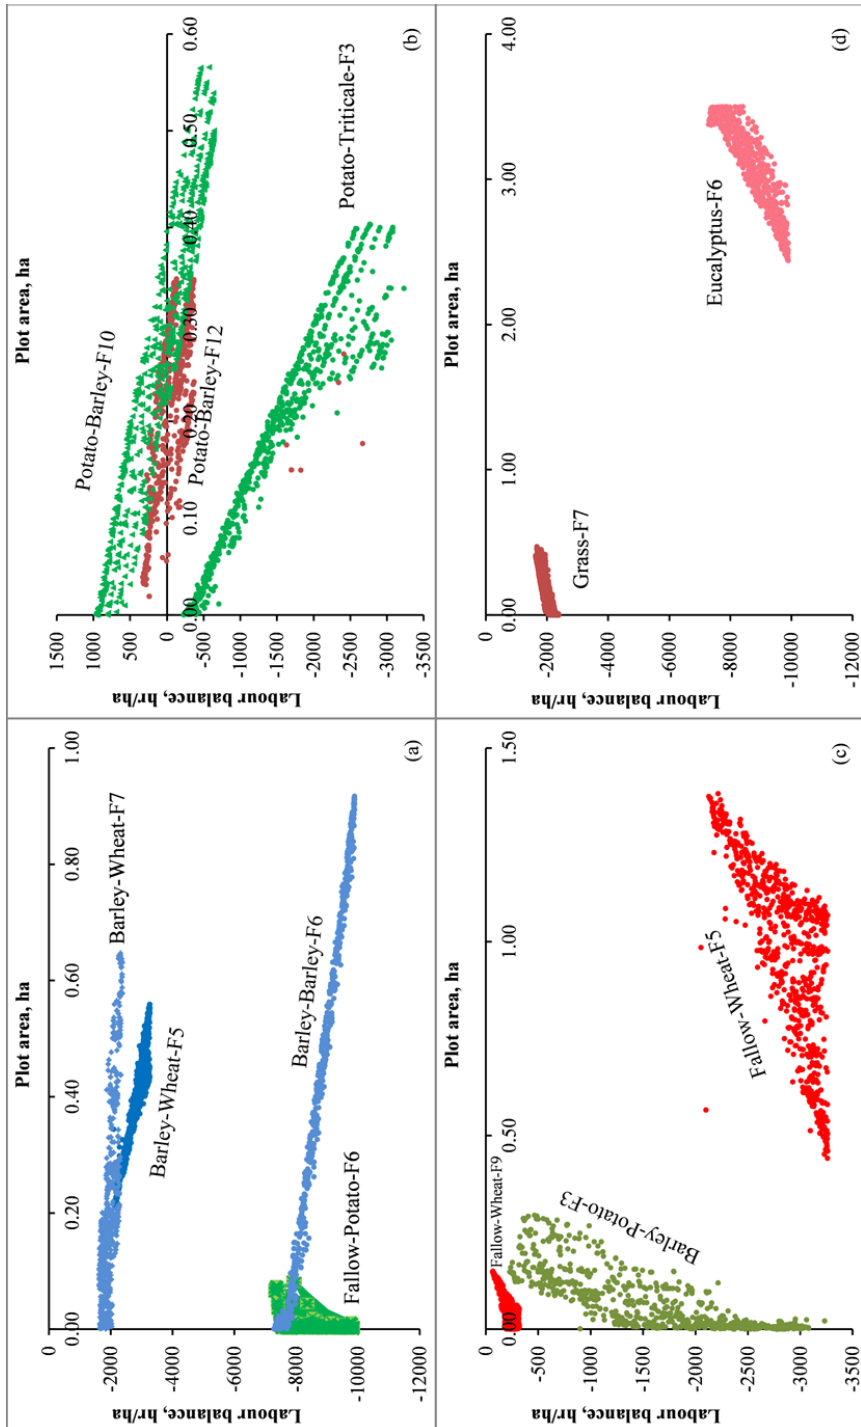 Plot area, ha
0.00 0.20 0.40 0.60 0.80 1.00
0
-2000
-4000
-6000
-8000
-10000
-12000
Labour balance, hr/ha
Barley-Wheat-F7
Barley-Wheat-F5
Barley-Barley-F6
Fallow-Potato-F6
(a)
Plot area, ha
1500
1000
500
0
-500
-1000
-1500
-2000
-2500
-3000
-3500
0.00 0.10 0.20 0.30 0.40 0.50 0.60
Labour balance, hr/ha
Potato-Barley-F10
Potato-Barley-F12
Potato-Triticale-F3
(b)
Plot area, ha
0.00 0.50 1.00 1.50
0
-500
-1000
-1500
-2000
-2500
-3000
-3500
Labour balance, hr/ha
Fallow-Wheat-F9
Barley-Potato-F3
Fallow-Wheat-F5
(c)
Plot area, ha
0.00 1.00 2.00 3.00 4.00
0
-2000
-4000
-6000
-8000
-10000
-12000
Labour balance, hr/ha
Grass-F7
Eucalyptus-F6
(d)